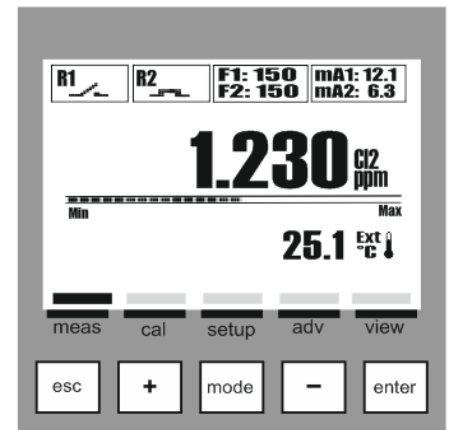 R1 R2 F1: 150 mA1: 12.1
F2: 150 mA2: 6.3
1.230 Cl2
ppm
Min Max
25.1 Ext
°C
meas cal setup adv view
esc + mode - enter